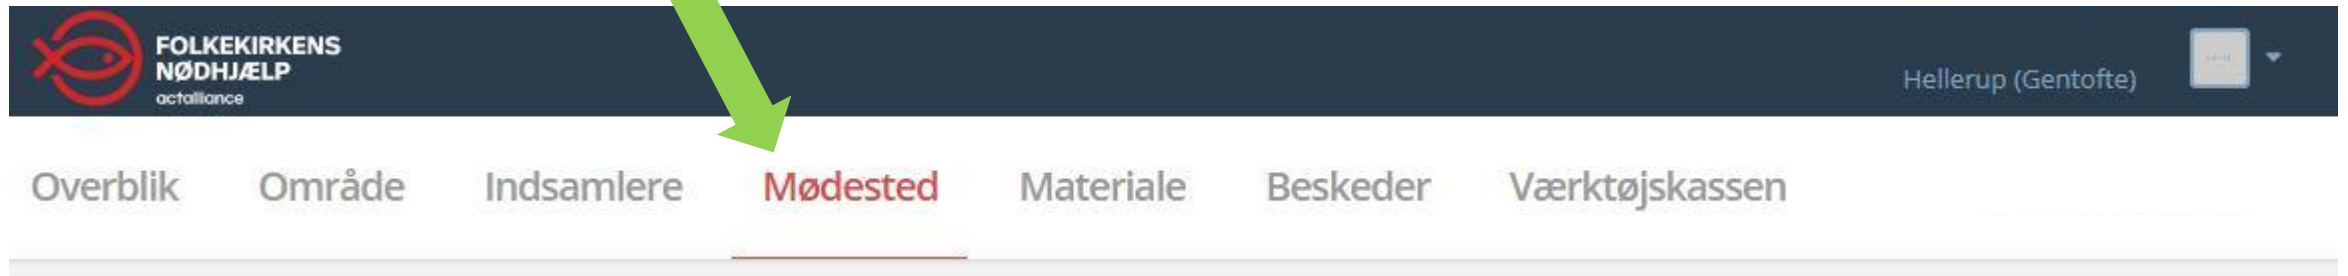 FOLKEKIRKENS
NØDHJÆLP
actalliance
Hellerup (Gentofte)
Overblik Område Indsamlere Mødested Materiale Beskeder Værktøjskassen